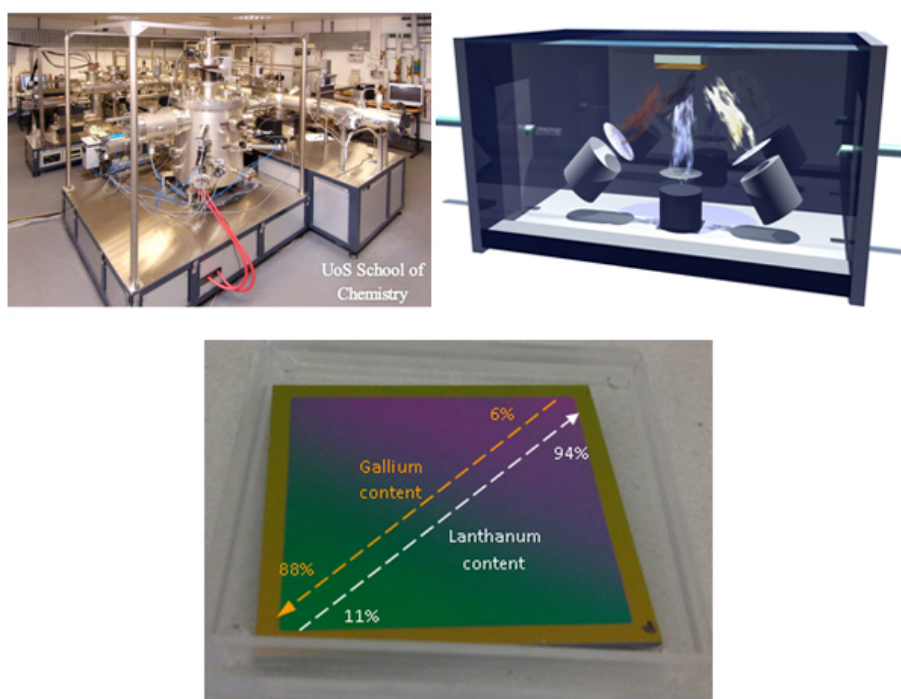 UoS School of
Chemistry
6%
94%
Gallium
content
Lanthanum
content
88%
11%